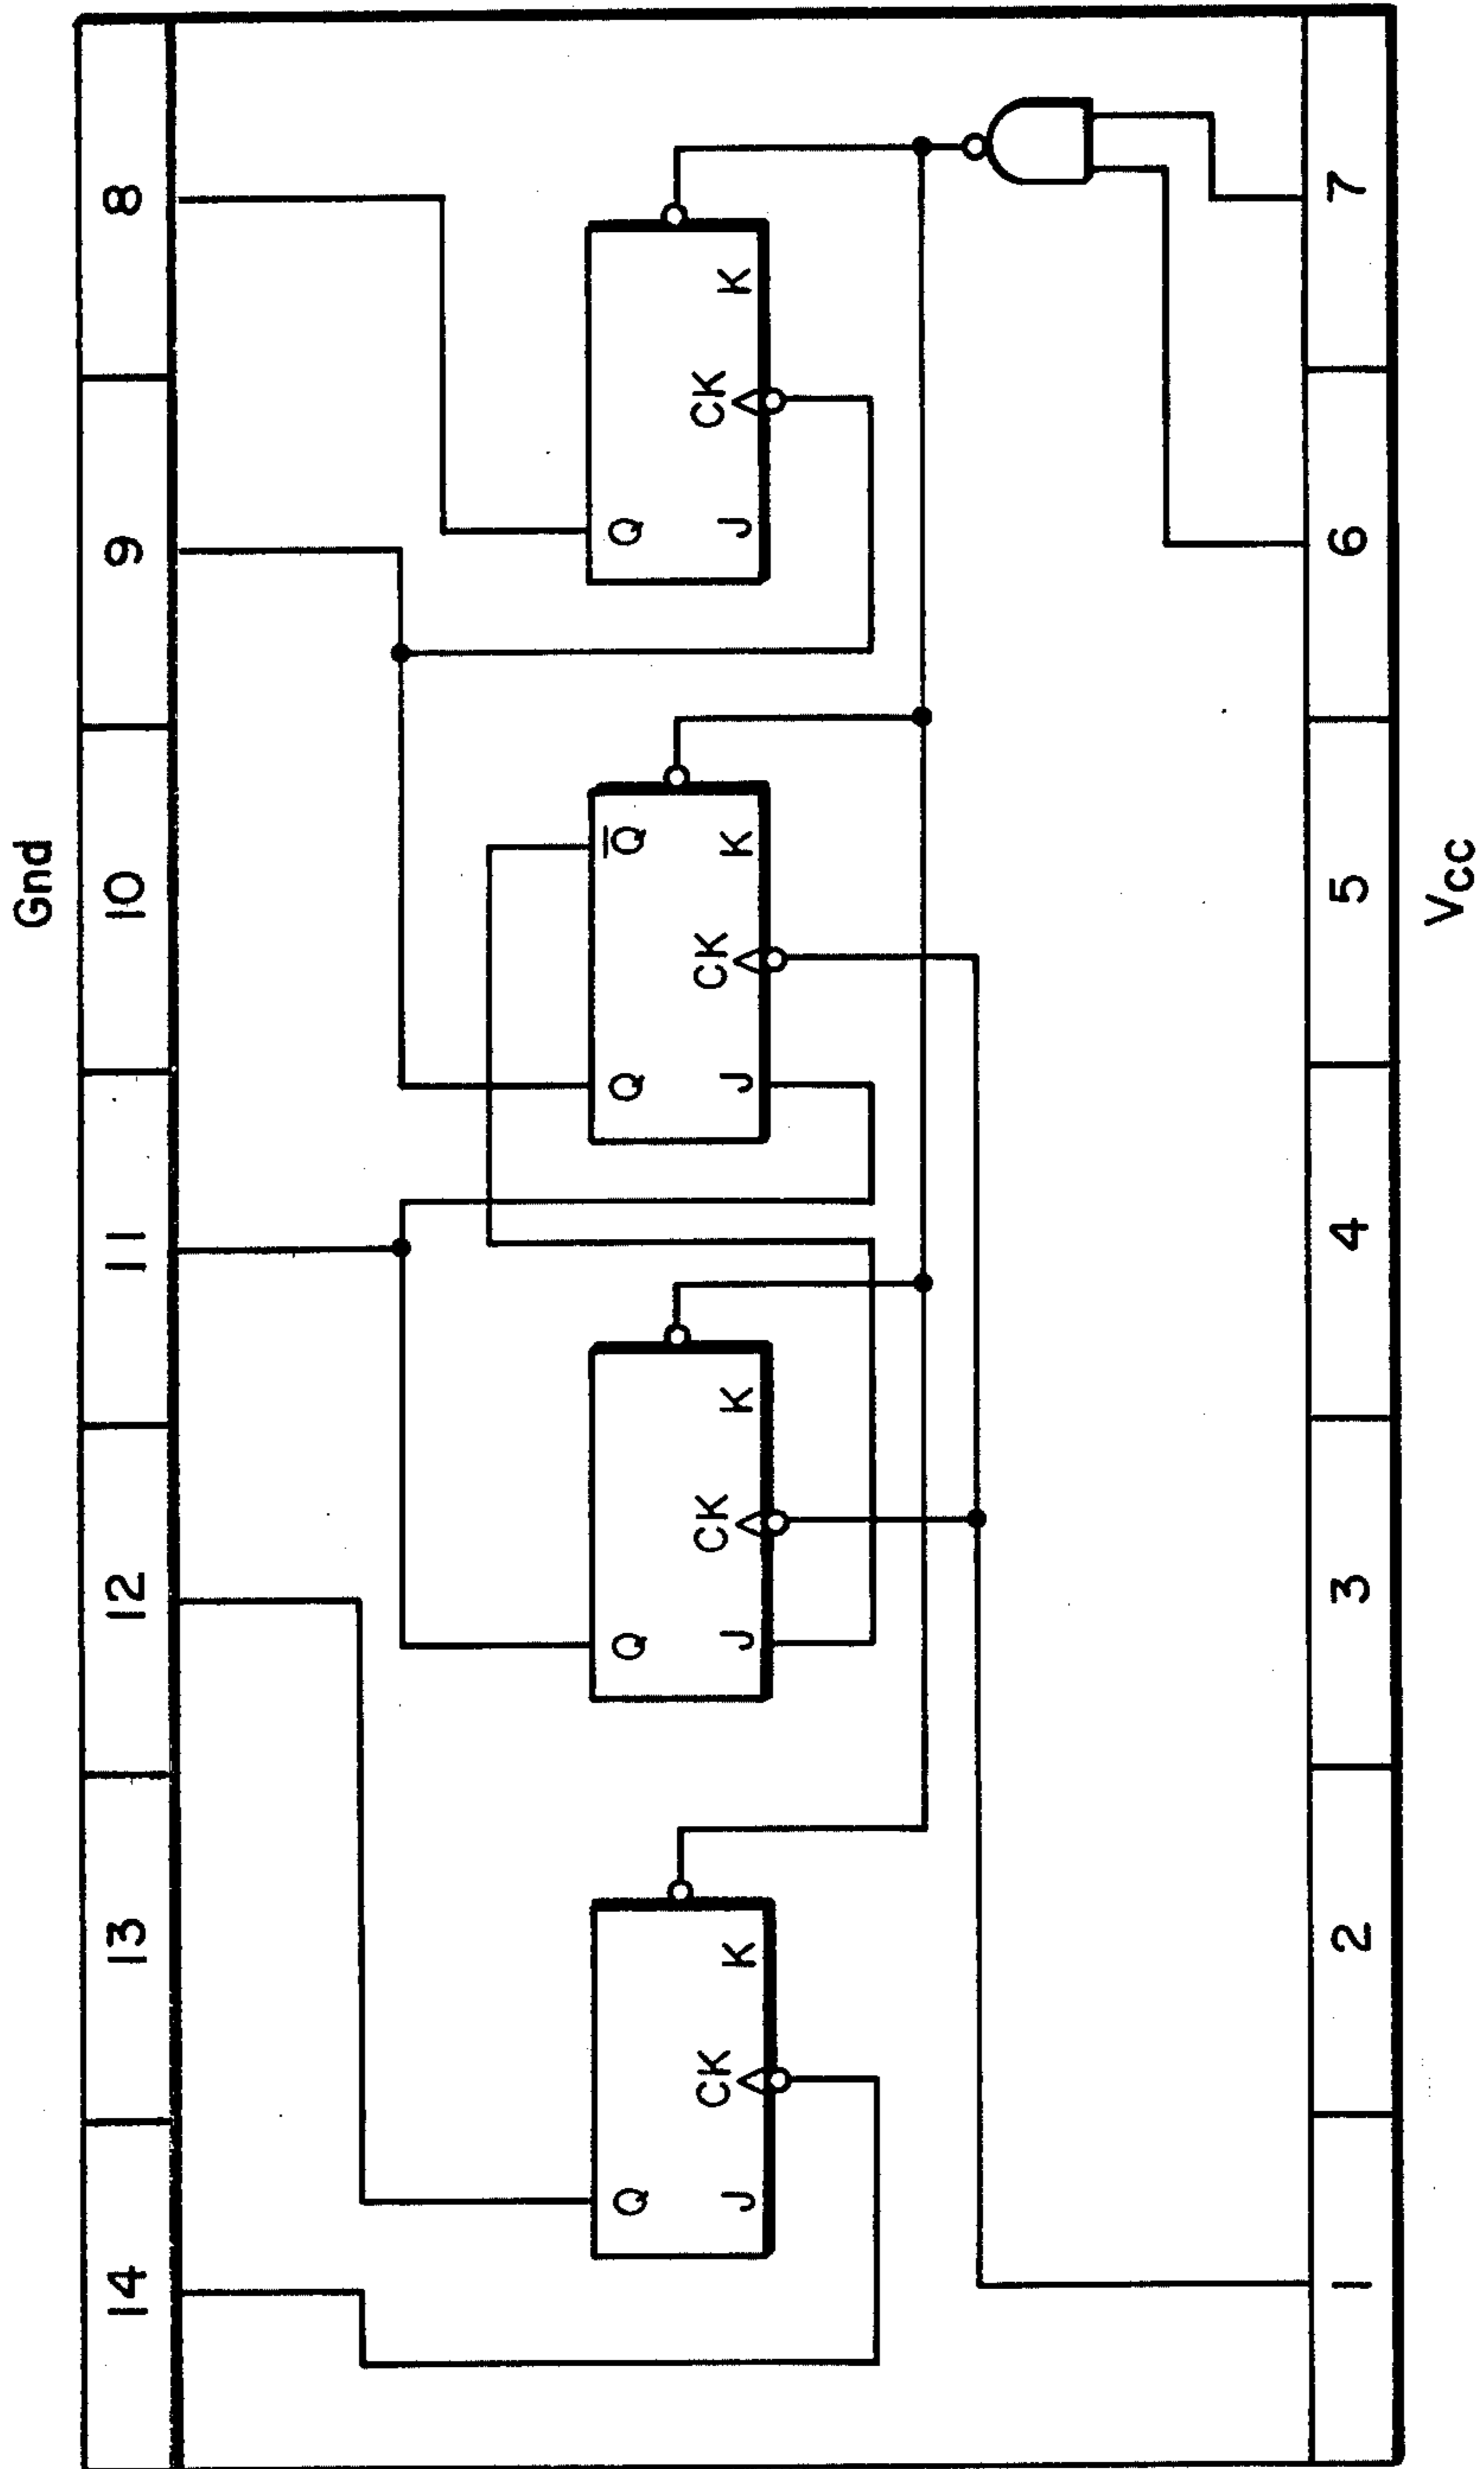 Gnd
14 13 12 11 10 9 8
Q Q Q Q̅ Q
CK CK CK CK
J K J K J K J K
1 2 3 4 5 6 7
Vcc